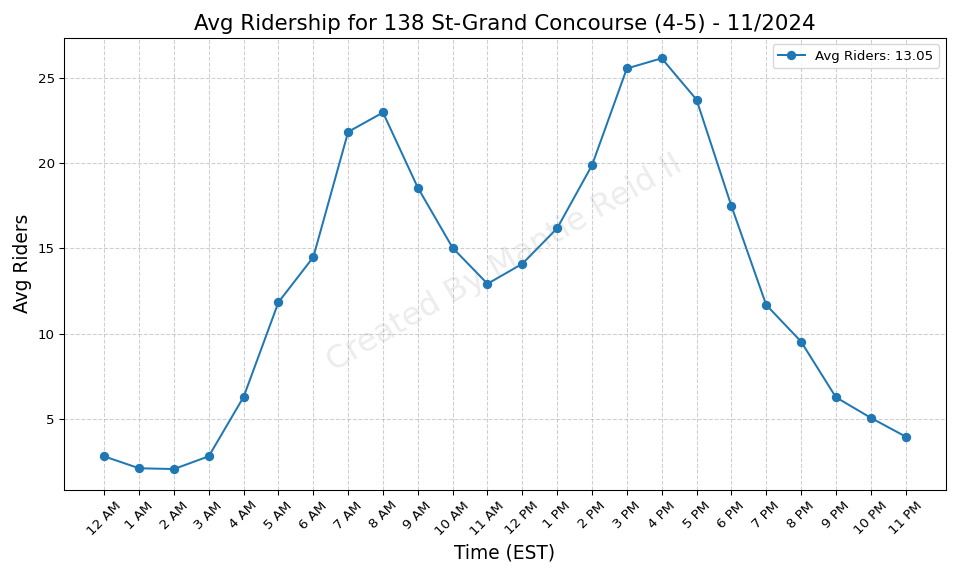 Avg Ridership for 138 St-Grand Concourse (4-5) - 11/2024
Avg Riders: 13.05
25
20
15
10
5
Avg Riders
Created By Mantle Reid II
12 AM
1 AM
2 AM
3 AM
4 AM
5 AM
6 AM
7 AM
8 AM
9 AM
10 AM
11 AM
12 PM
1 PM
2 PM
3 PM
4 PM
5 PM
6 PM
7 PM
8 PM
9 PM
10 PM
11 PM
Time (EST)